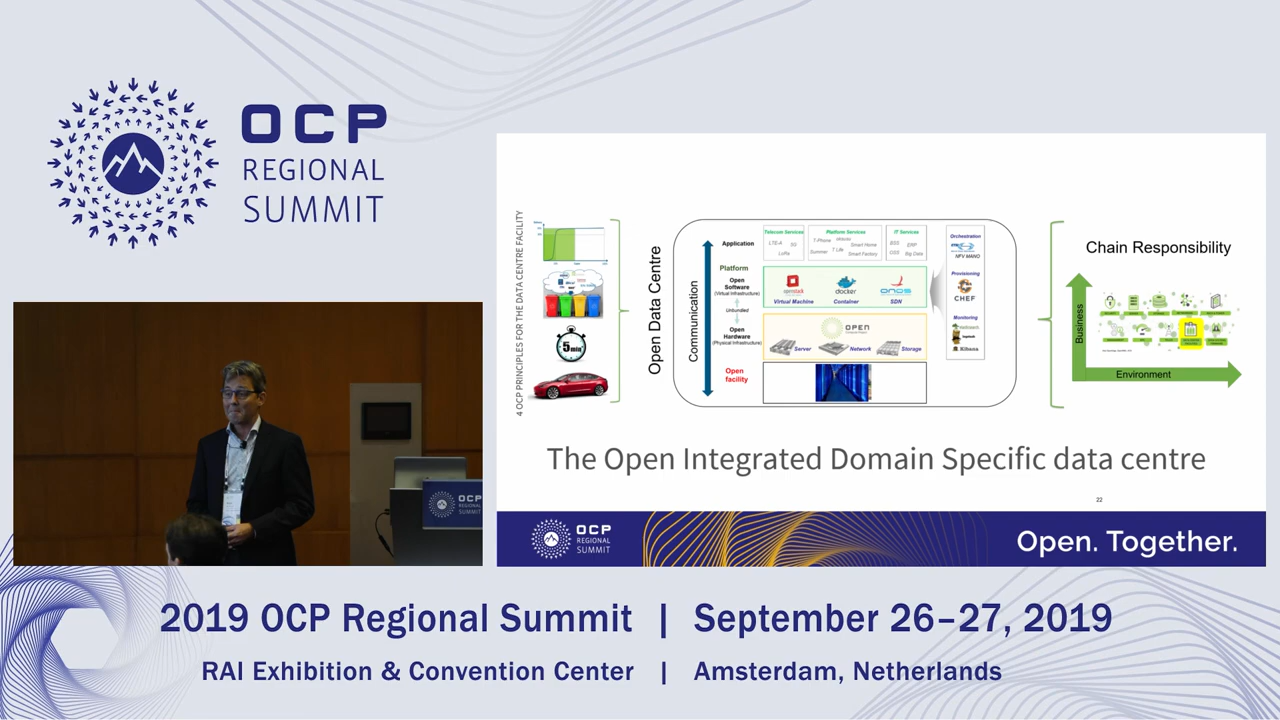 OCP
REGIONAL
SUMMIT
4 OCP PRINCIPLES FOR THE DATA CENTRE FACILITY
5 min
Open Data Centre
Communication
Application
Platform
Open
Software
(Virtual Infrastructure)
Unbundled
Open
Hardware
(Physical Infrastructure)
Open
facility
Telecom Services
LTE-A 5G
LoRa
Platform Services
T-Phone
Summer T Life
Smart Home
Smart Factory
IT Services
BSS ERP
OSS Big Data
openstack
docker
ONOS
Virtual Machine
Container
SDN
OPEN
Server
Network
Storage
Orchestration
NFV MANO
Provisioning
CHEF
Monitoring
Kibana
Chain Responsibility
Business
Environment
The Open Integrated Domain Specific data centre
22
OCP
REGIONAL
SUMMIT
Open. Together.
OCP
REGIONAL
SUMMIT
2019 OCP Regional Summit | September 26–27, 2019
RAI Exhibition & Convention Center | Amsterdam, Netherlands